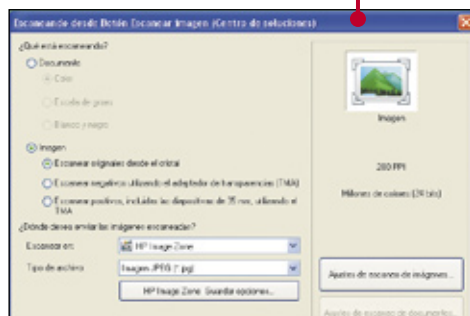 Escaneando desde Botón Escanear imagen (Centro de soluciones)
¿Qué está escaneando?
Documento
Color
Escala de grises
Blanco y negro
Imagen
Escanear originales desde el cristal
Escanear negativos utilizando el adaptador de transparencias (TMA)
Escanear positivos, incluidas las diapositivas de 35 mm, utilizando el
TMA
¿Dónde desea enviar las imágenes escaneadas?
Escanear en:
HP Image Zone
Tipo de archivo:
Imagen JPEG (*.jpg)
HP Image Zone Guardar opciones...
Imagen
200 PPI
Millones de colores (24 bits)
Ajustes de escaneo de imágenes...
Ajustes de escaneo de documentos...